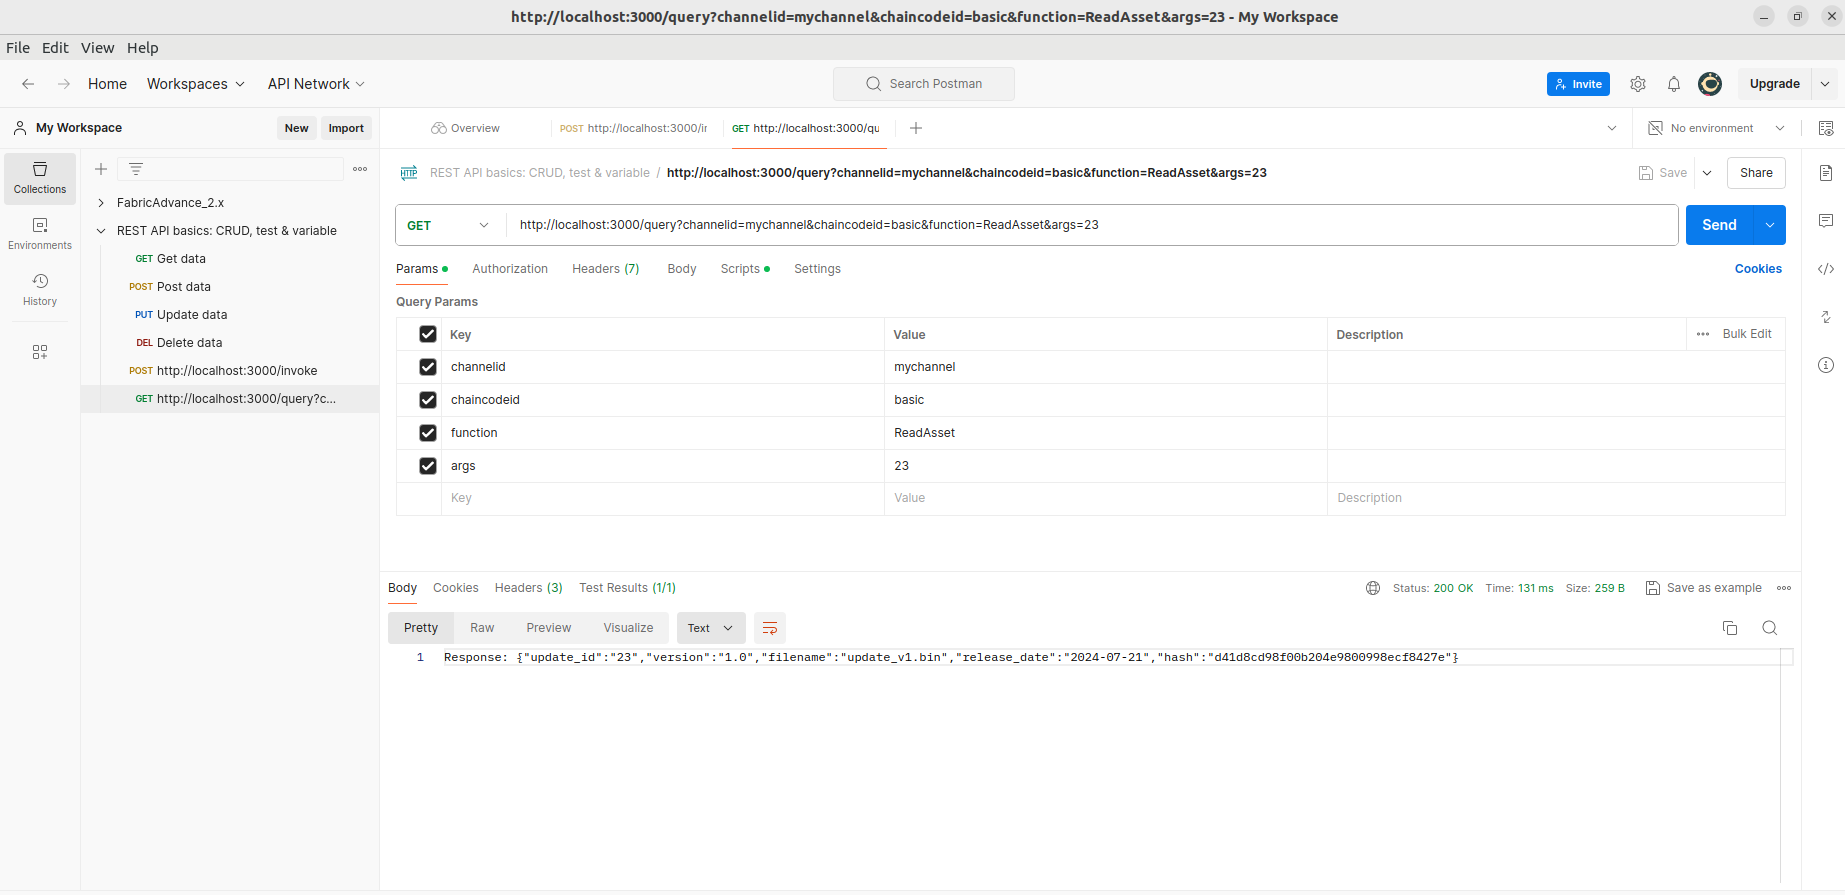 http://localhost:3000/query?channelid=mychannel&chaincodeid=basic&function=ReadAsset&args=23 - My Workspace
File Edit View Help
Home Workspaces API Network Search Postman Invite Upgrade
My Workspace New Import
Overview POST http://localhost:3000/ir GET http://localhost:3000/qu No environment
Collections
Environments
History
FabricAdvance_2.x
REST API basics: CRUD, test & variable
GET Get data
POST Post data
PUT Update data
DEL Delete data
POST http://localhost:3000/invoke
GET http://localhost:3000/query?c...
HTTP REST API basics: CRUD, test & variable / http://localhost:3000/query?channelid=mychannel&chaincodeid=basic&function=ReadAsset&args=23 Save Share
GET http://localhost:3000/query?channelid=mychannel&chaincodeid=basic&function=ReadAsset&args=23 Send
Params Authorization Headers (7) Body Scripts Settings Cookies
Query Params
Key Value Description Bulk Edit
channelid mychannel
chaincodeid basic
function ReadAsset
args 23
Key Value Description
Body Cookies Headers (3) Test Results (1/1) Status: 200 OK Time: 131 ms Size: 259 B Save as example
Pretty Raw Preview Visualize Text
1 Response: {"update_id":"23","version":"1.0","filename":"update_v1.bin","release_date":"2024-07-21","hash":"d41d8cd98f00b204e9800998ecf8427e"}